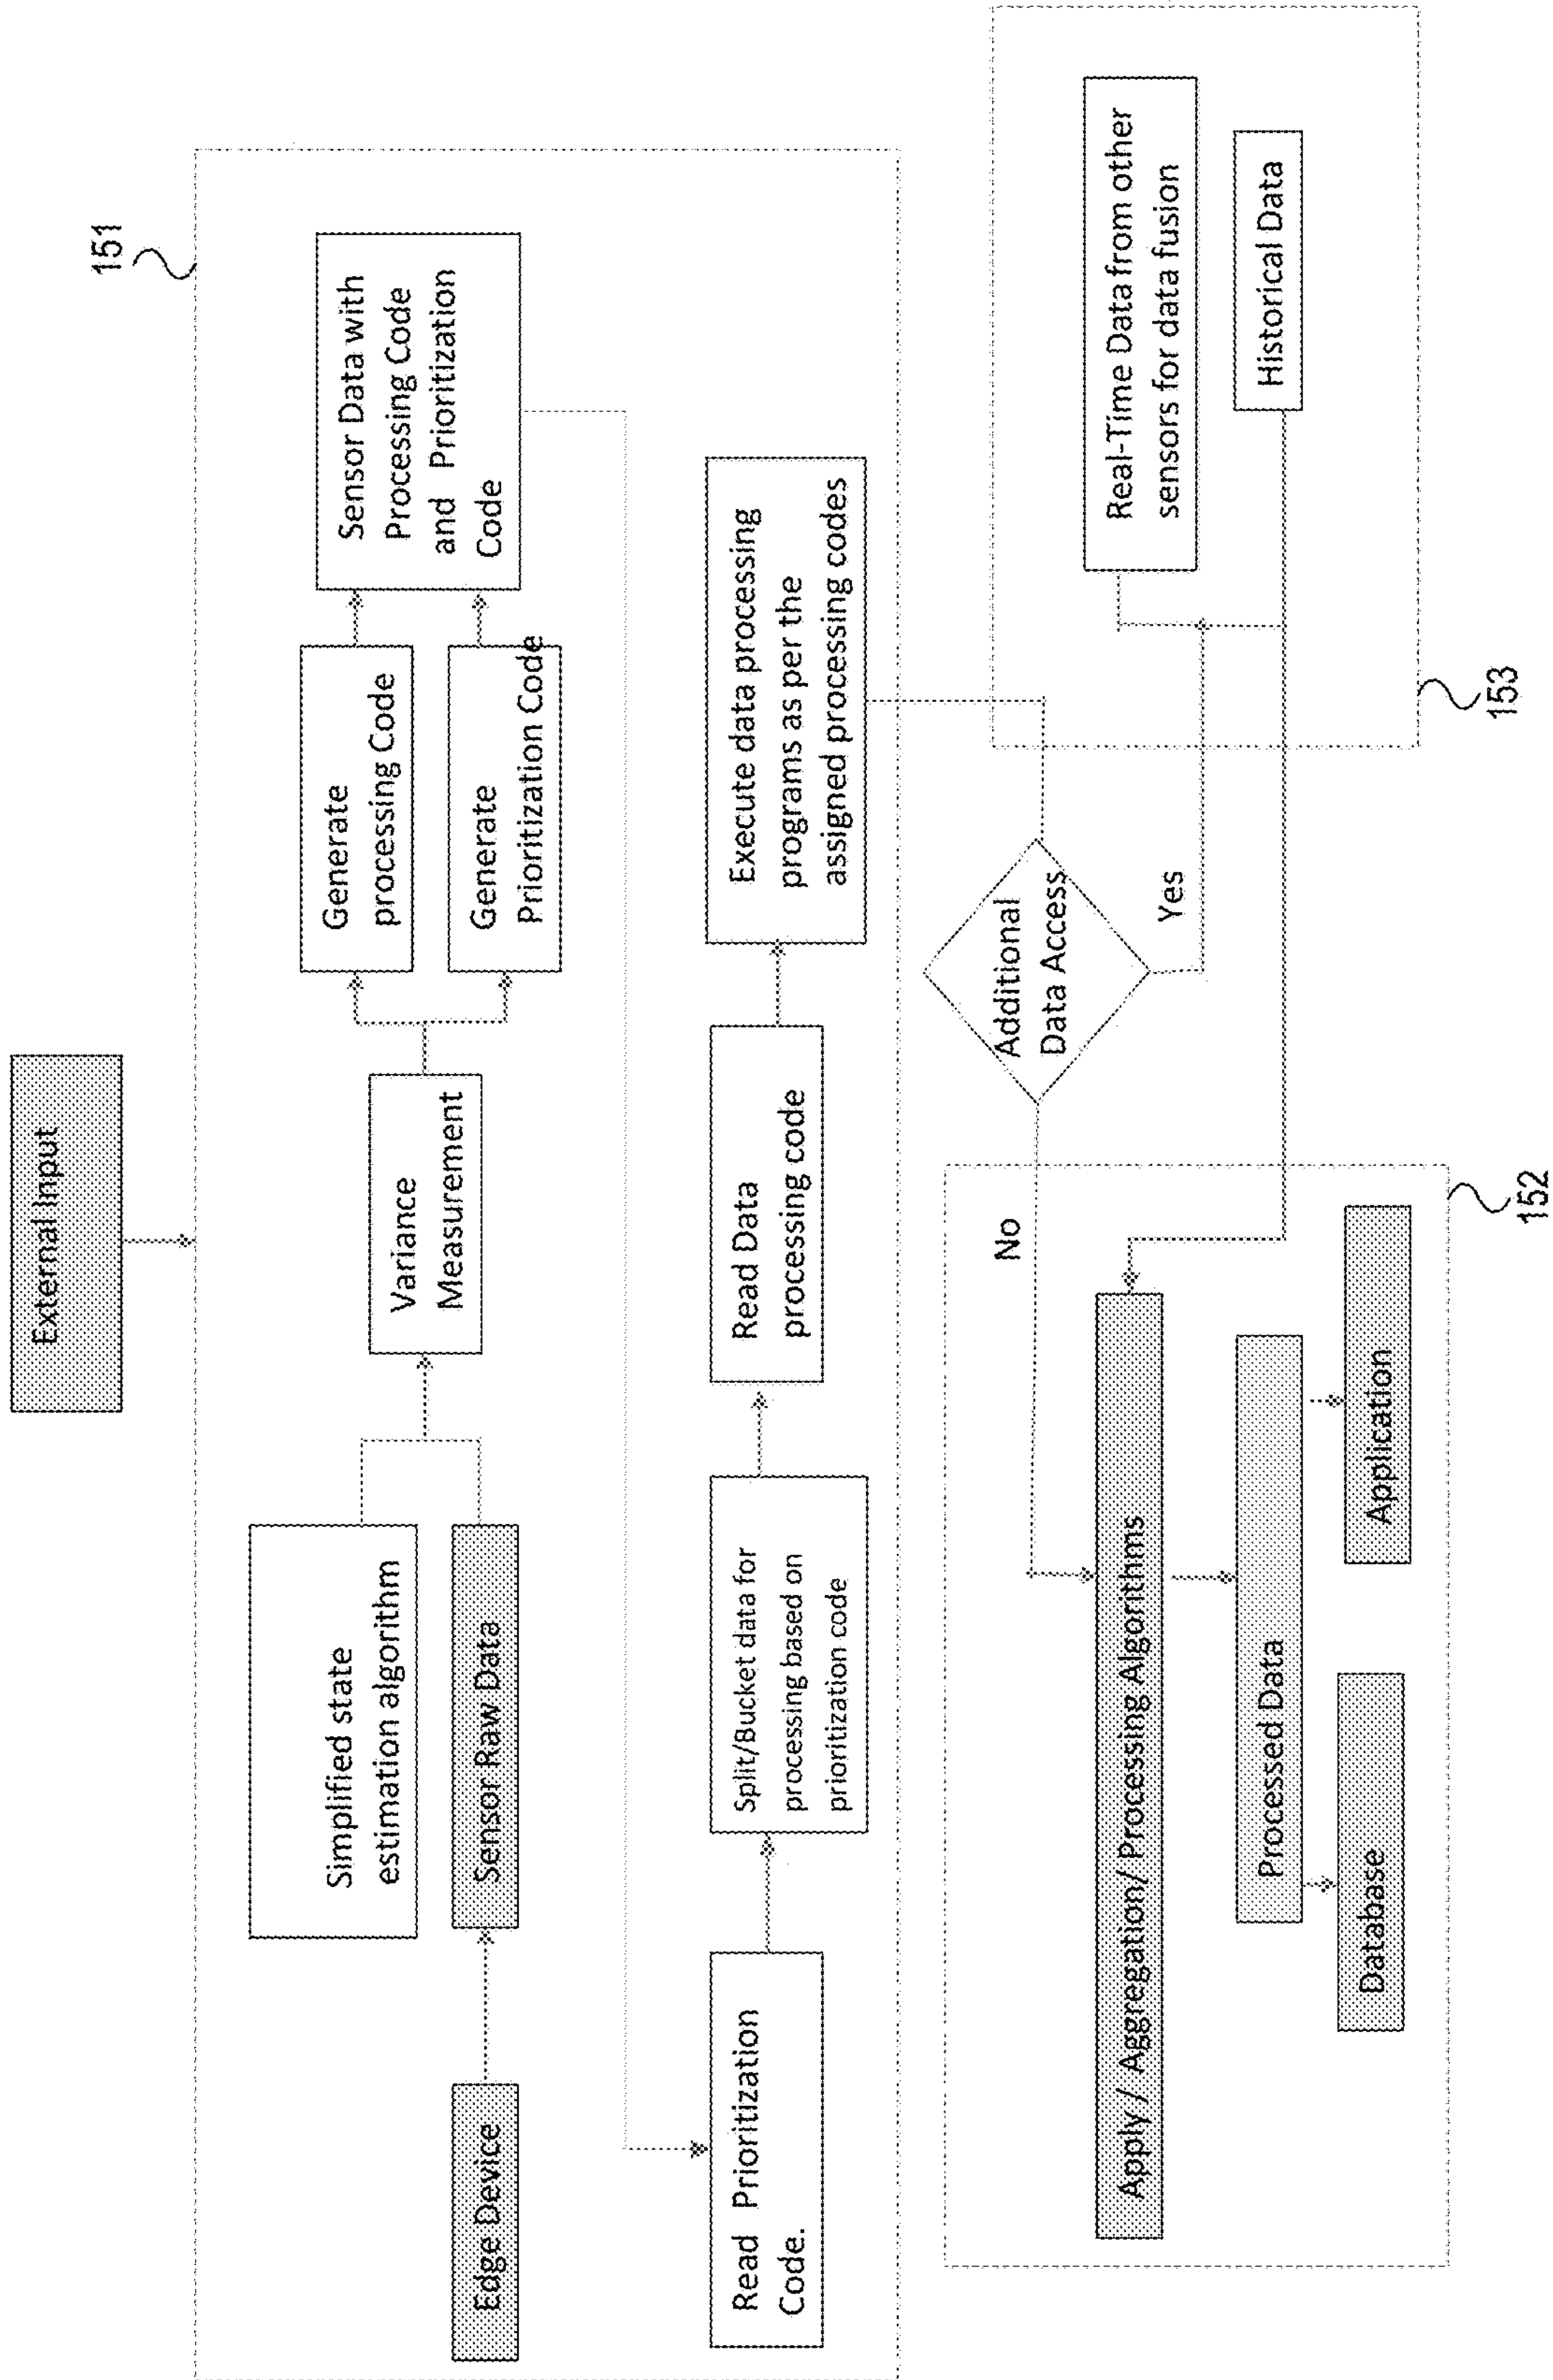 External Input
151
Simplified state
estimation algorithm
Edge Device
Sensor Raw Data
Variance
Measurement
Generate
processing Code
Generate
Prioritization Code
Sensor Data with
Processing Code
and Prioritization
Code
Read Prioritization
Code.
Split/Bucket data for
processing based on
prioritization code
Read Data
processing code
Execute data processing
programs as per the
assigned processing codes
Additional
Data Access
No
Yes
Real-Time Data from other
sensors for data fusion
Historical Data
153
Apply / Aggregation/ Processing Algorithms
Processed Data
Database
Application
152